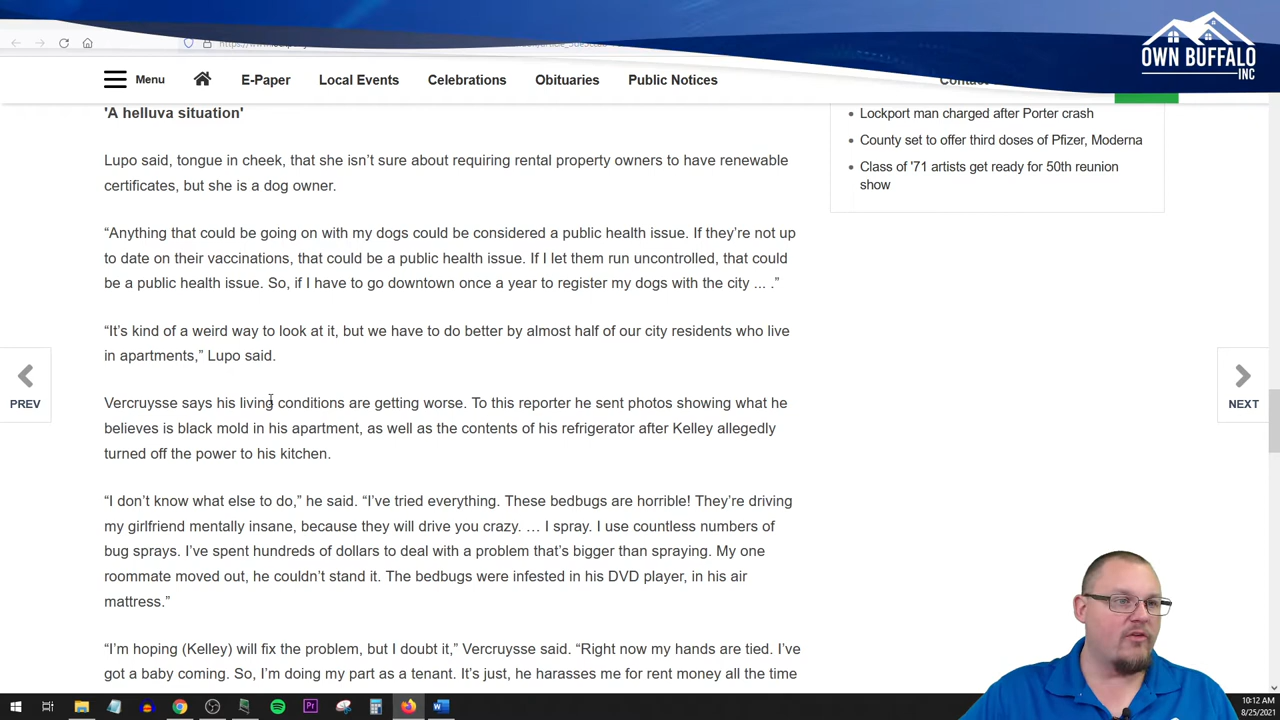 OWN BUFFALO
INC
Menu
E-Paper
Local Events
Celebrations
Obituaries
Public Notices
'A helluva situation'
Lupo said, tongue in cheek, that she isn’t sure about requiring rental property owners to have renewable
certificates, but she is a dog owner.
“Anything that could be going on with my dogs could be considered a public health issue. If they’re not up
to date on their vaccinations, that could be a public health issue. If I let them run uncontrolled, that could
be a public health issue. So, if I have to go downtown once a year to register my dogs with the city ... .”
“It’s kind of a weird way to look at it, but we have to do better by almost half of our city residents who live
in apartments,” Lupo said.
Vercruysse says his living conditions are getting worse. To this reporter he sent photos showing what he
believes is black mold in his apartment, as well as the contents of his refrigerator after Kelley allegedly
turned off the power to his kitchen.
“I don’t know what else to do,” he said. “I’ve tried everything. These bedbugs are horrible! They’re driving
my girlfriend mentally insane, because they will drive you crazy. … I spray. I use countless numbers of
bug sprays. I’ve spent hundreds of dollars to deal with a problem that’s bigger than spraying. My one
roommate moved out, he couldn’t stand it. The bedbugs were infested in his DVD player, in his air
mattress.”
“I’m hoping (Kelley) will fix the problem, but I doubt it,” Vercruysse said. “Right now my hands are tied. I’ve
got a baby coming. So, I’m doing my part as a tenant. It’s just, he harasses me for rent money all the time
Lockport man charged after Porter crash
County set to offer third doses of Pfizer, Moderna
Class of '71 artists get ready for 50th reunion
show
PREV
NEXT
10:12 AM
8/25/2021